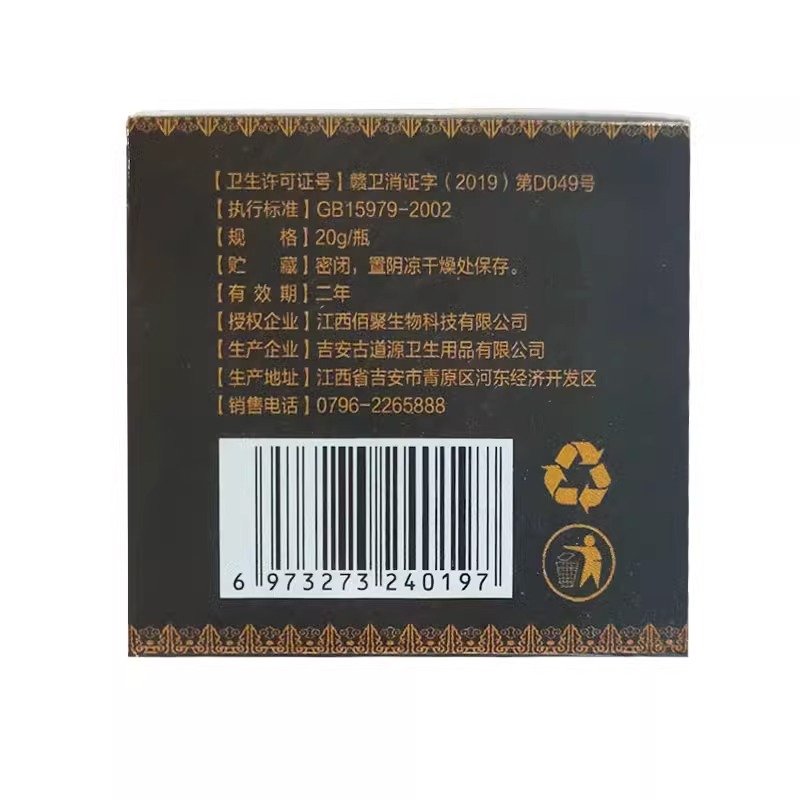 【卫生许可证号】赣卫消证字（2019）第D049号
【执行标准】GB15979-2002
【规 格】20g/瓶
【贮 藏】密闭，置阴凉干燥处保存。
【有 效 期】二年
【授权企业】江西佰聚生物科技有限公司
【生产企业】吉安古道源卫生用品有限公司
【生产地址】江西省吉安市青原区河东经济开发区
【销售电话】0796-2265888
6 973273 240197